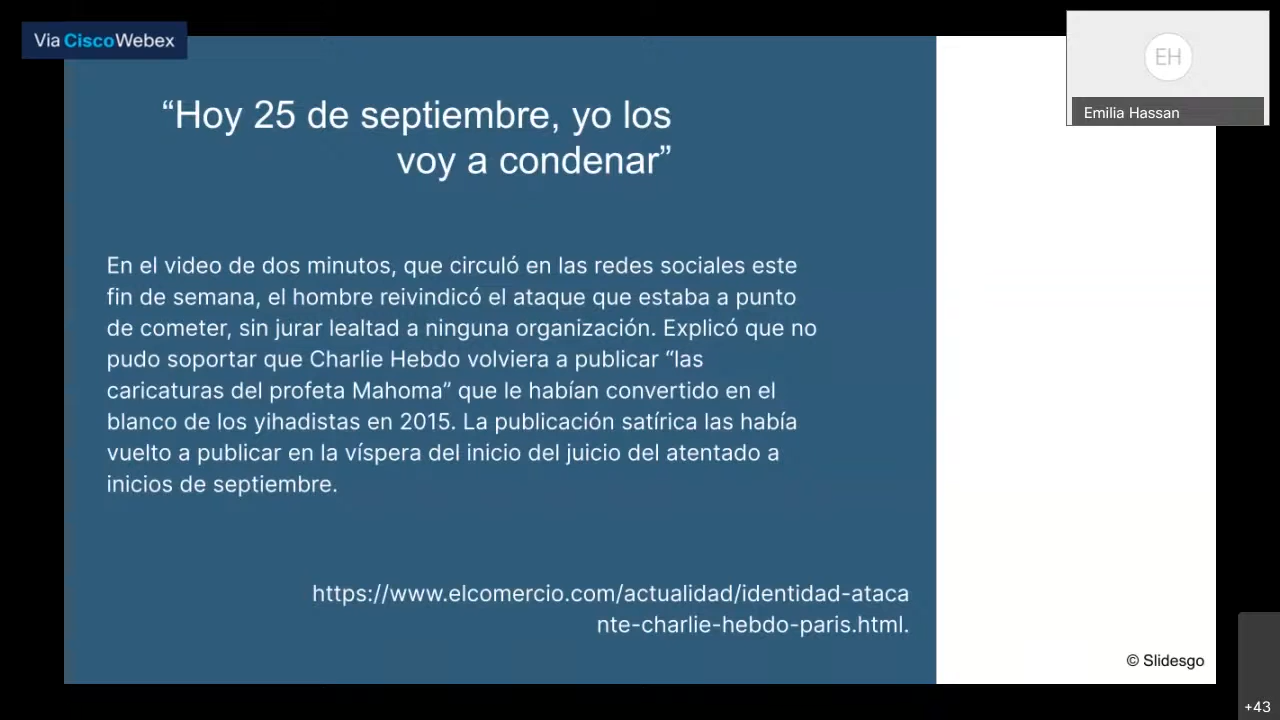 Via CiscoWebex
EH
Emilia Hassan
“Hoy 25 de septiembre, yo los
voy a condenar”
En el video de dos minutos, que circuló en las redes sociales este
fin de semana, el hombre reivindicó el ataque que estaba a punto
de cometer, sin jurar lealtad a ninguna organización. Explicó que no
pudo soportar que Charlie Hebdo volviera a publicar “las
caricaturas del profeta Mahoma” que le habían convertido en el
blanco de los yihadistas en 2015. La publicación satírica las había
vuelto a publicar en la víspera del inicio del juicio del atentado a
inicios de septiembre.
https://www.elcomercio.com/actualidad/identidad-ataca
nte-charlie-hebdo-paris.html.
© Slidesgo
+43